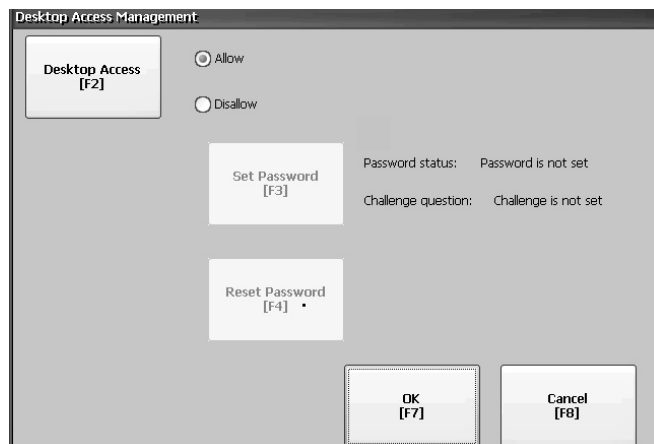 Desktop Access Management
Desktop Access
[F2]
Allow
Disallow
Set Password
[F3]
Password status: Password is not set
Challenge question: Challenge is not set
Reset Password
[F4]
OK
[F7]
Cancel
[F8]